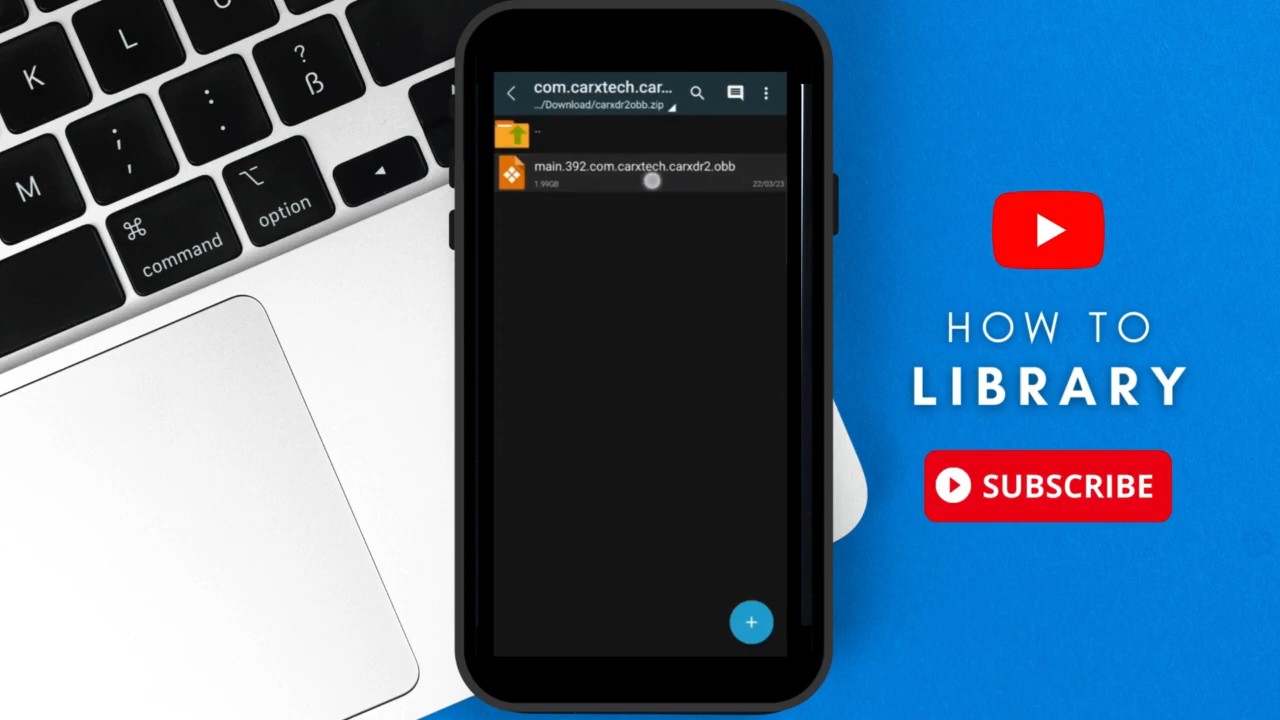 K
L
?
ß
:
.
;
,
M
option
⌘
command
com.carxtech.car...
.../Download/carxdr2obb.zip
..
main.392.com.carxtech.carxdr2.obb
1.99GB
22/03/23
+
HOW TO
LIBRARY
SUBSCRIBE